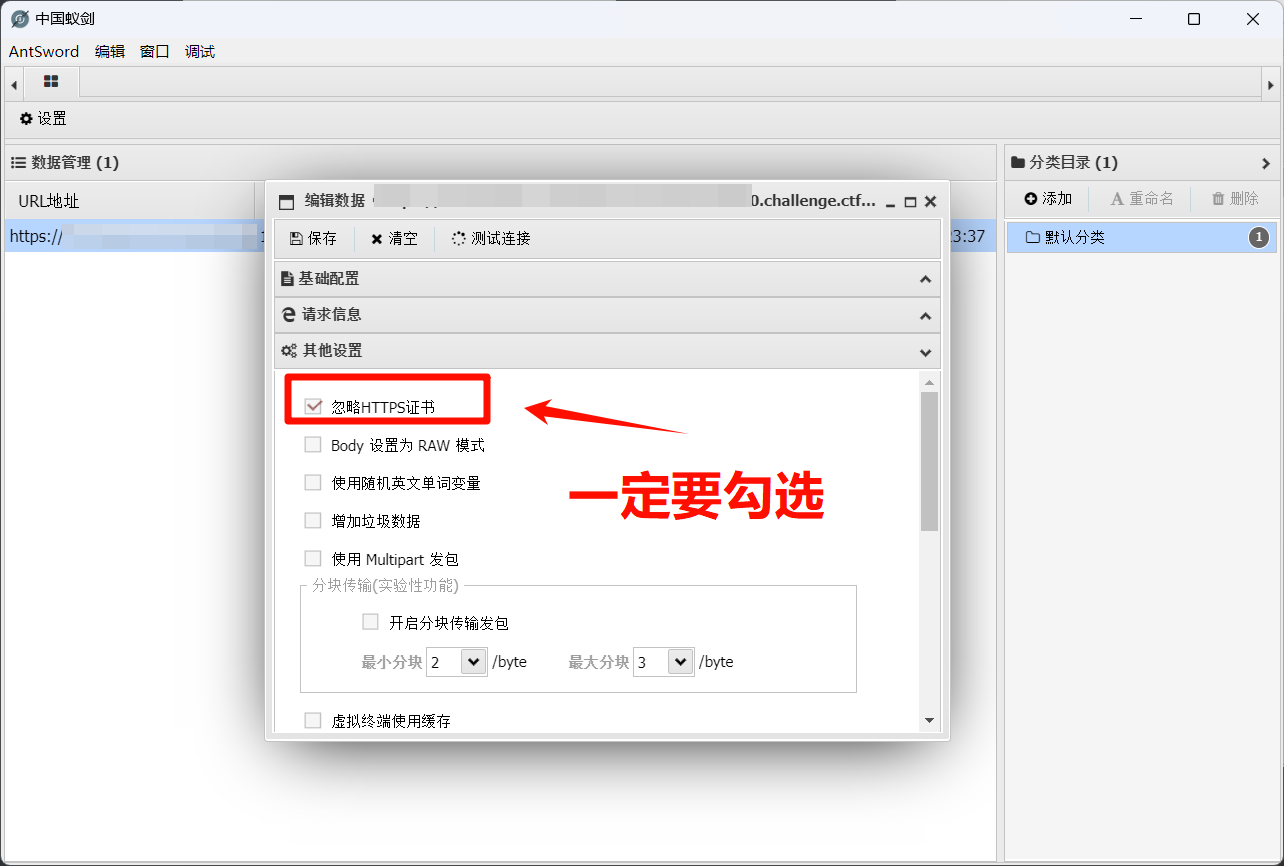 中国蚁剑
AntSword 编辑 窗口 调试
设置
数据管理 (1)
分类目录 (1)
URL地址
添加 重命名 删除
https://
3:37
默认分类 1
编辑数据
0.challenge.ctf...
保存 清空 测试连接
基础配置
请求信息
其他设置
忽略HTTPS证书
Body 设置为 RAW 模式
使用随机英文单词变量
一定要勾选
增加垃圾数据
使用 Multipart 发包
分块传输(实验性功能)
开启分块传输发包
最小分块 2 /byte 最大分块 3 /byte
虚拟终端使用缓存